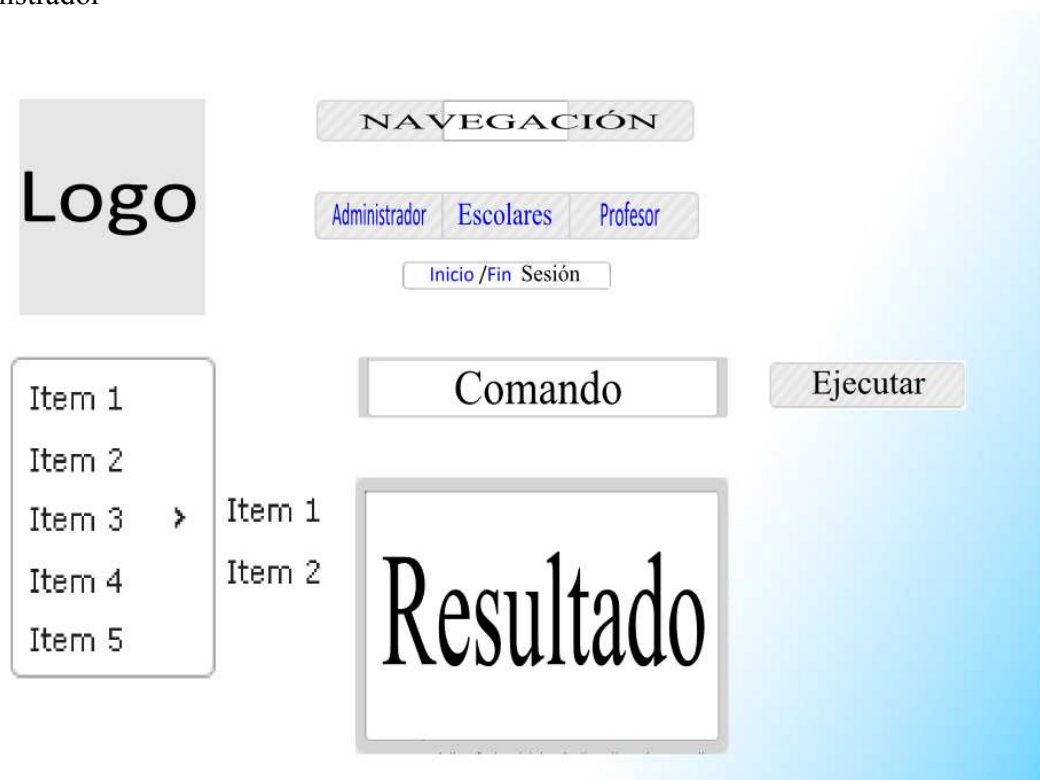 NAVEGACIÓN
Logo
Administrador Escolares Profesor
Inicio /Fin Sesión
Comando
Ejecutar
Item 1
Item 2
Item 3 >
Item 4
Item 5
Item 1
Item 2
Resultado